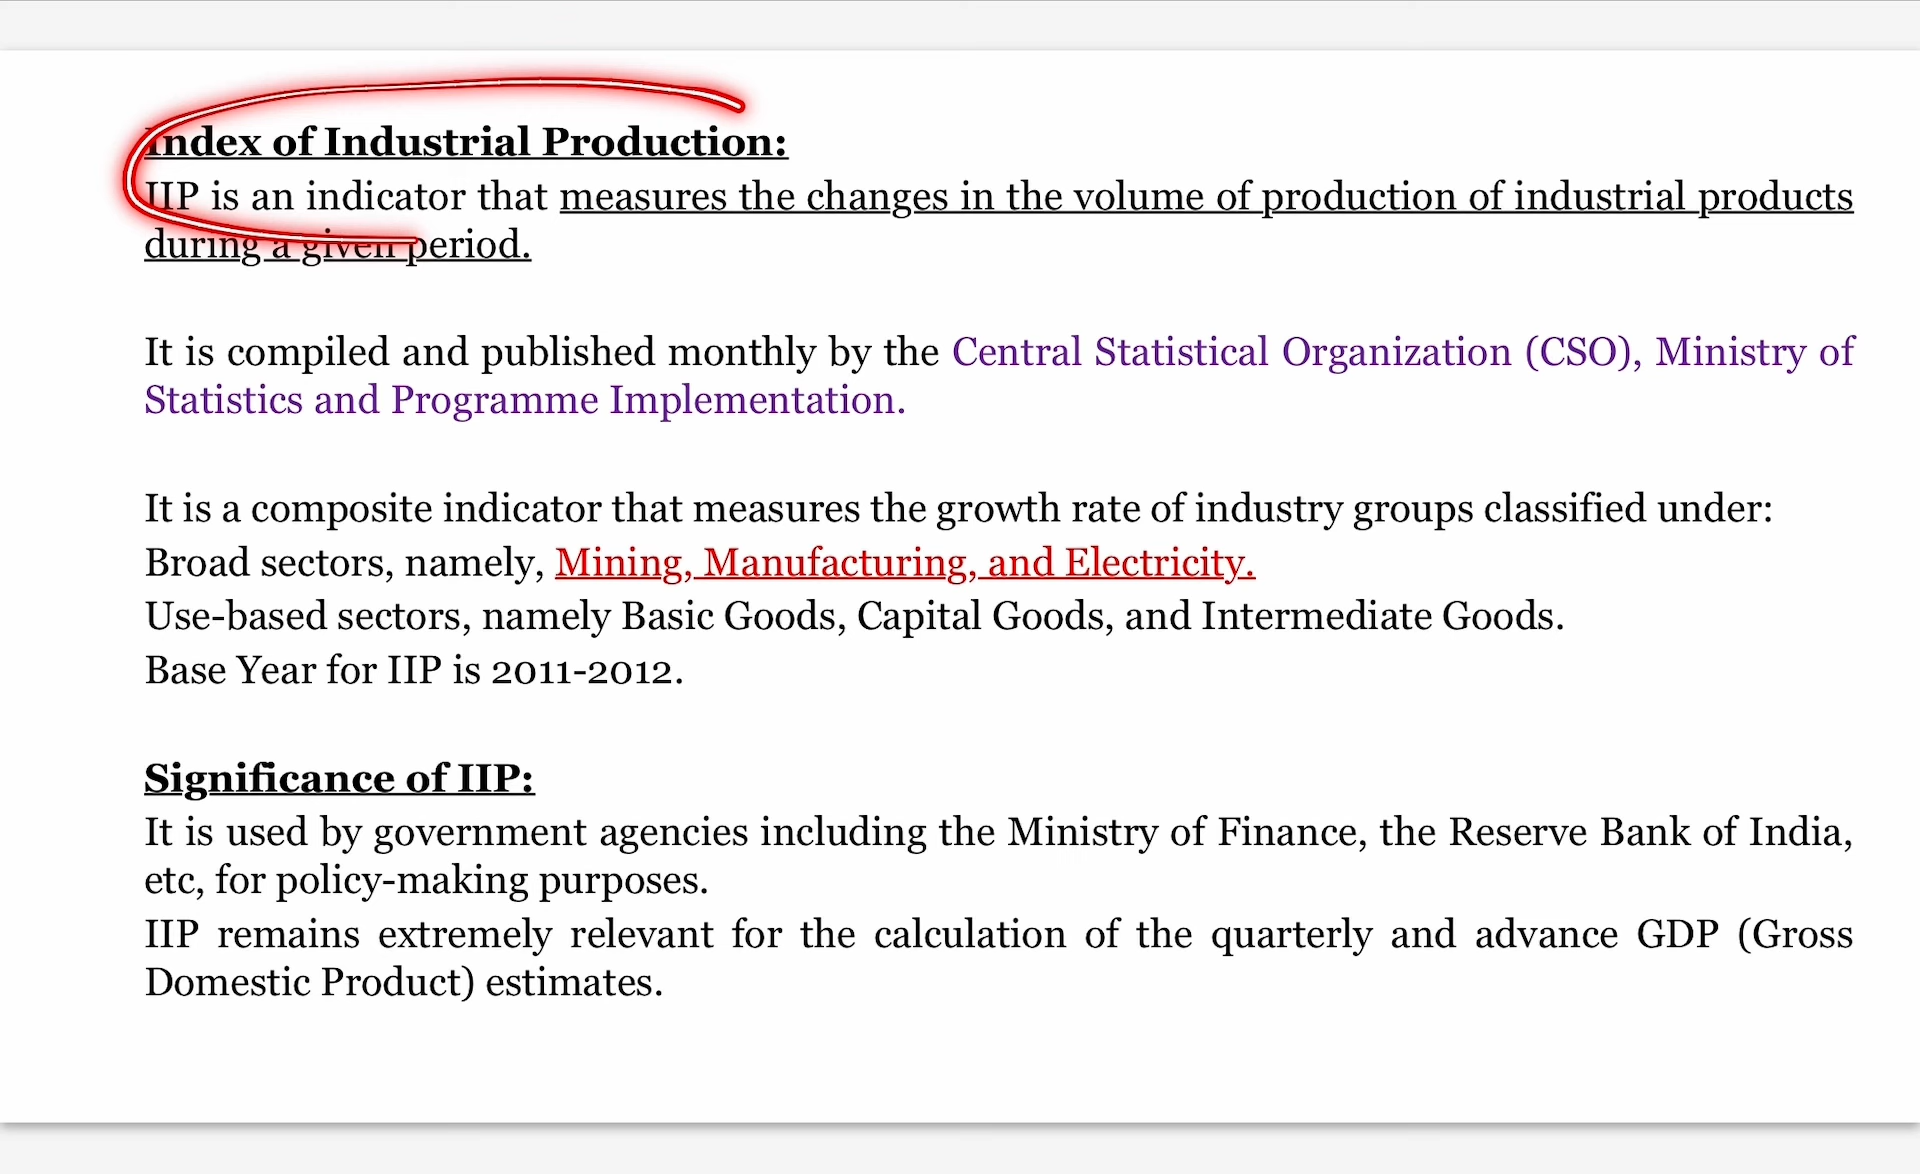 Index of Industrial Production:
IIP is an indicator that measures the changes in the volume of production of industrial products
during a given period.
It is compiled and published monthly by the Central Statistical Organization (CSO), Ministry of
Statistics and Programme Implementation.
It is a composite indicator that measures the growth rate of industry groups classified under:
Broad sectors, namely, Mining, Manufacturing, and Electricity.
Use-based sectors, namely Basic Goods, Capital Goods, and Intermediate Goods.
Base Year for IIP is 2011-2012.
Significance of IIP:
It is used by government agencies including the Ministry of Finance, the Reserve Bank of India,
etc, for policy-making purposes.
IIP remains extremely relevant for the calculation of the quarterly and advance GDP (Gross
Domestic Product) estimates.